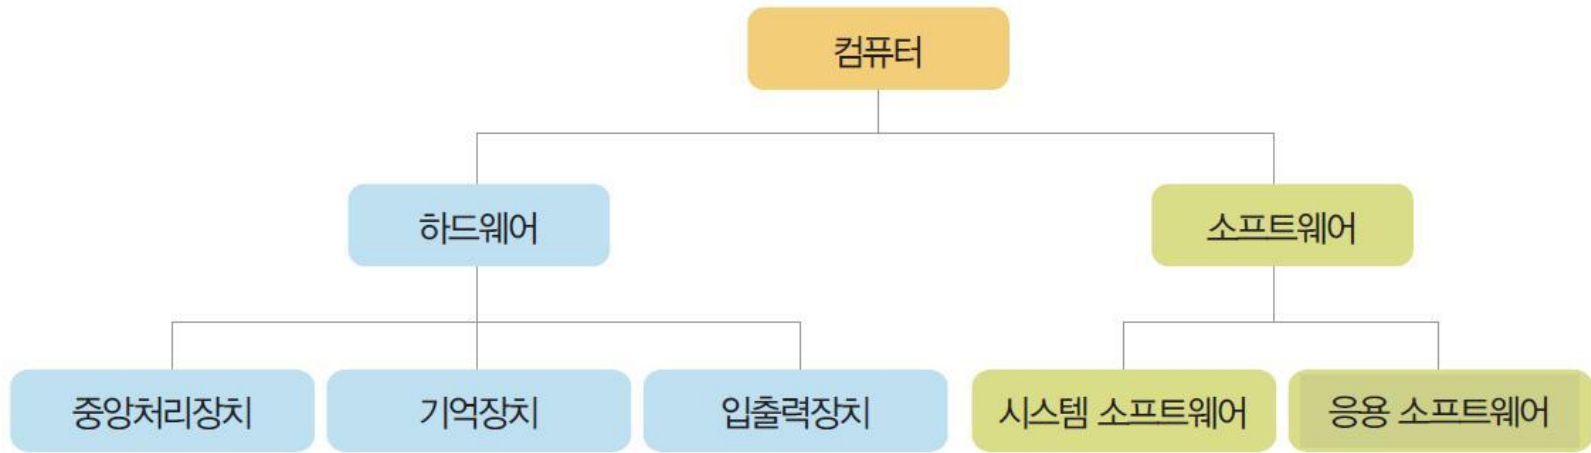 컴퓨터
하드웨어
소프트웨어
중앙처리장치
기억장치
입출력장치
시스템 소프트웨어
응용 소프트웨어